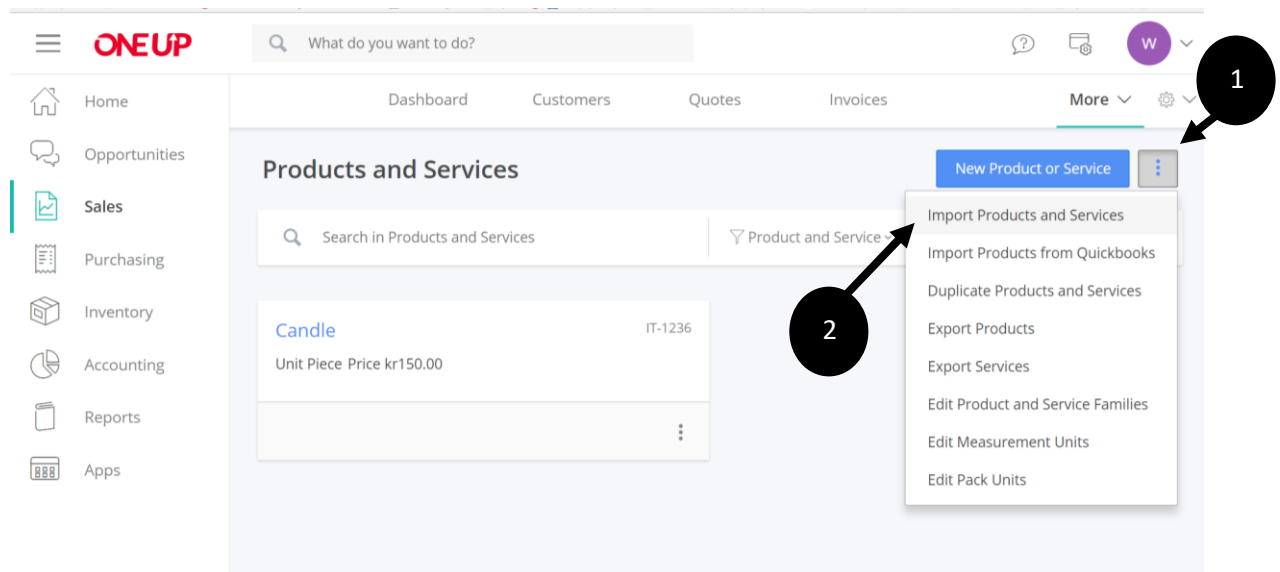 ONEUP
What do you want to do?
W
1
Home
Dashboard
Customers
Quotes
Invoices
More
Opportunities
Products and Services
New Product or Service
Sales
Import Products and Services
Search in Products and Services
Product and Service
Import Products from Quickbooks
Purchasing
Duplicate Products and Services
Inventory
Candle
IT-1236
2
Export Products
Unit Piece Price kr150.00
Accounting
Export Services
Edit Product and Service Families
Reports
Edit Measurement Units
Apps
Edit Pack Units